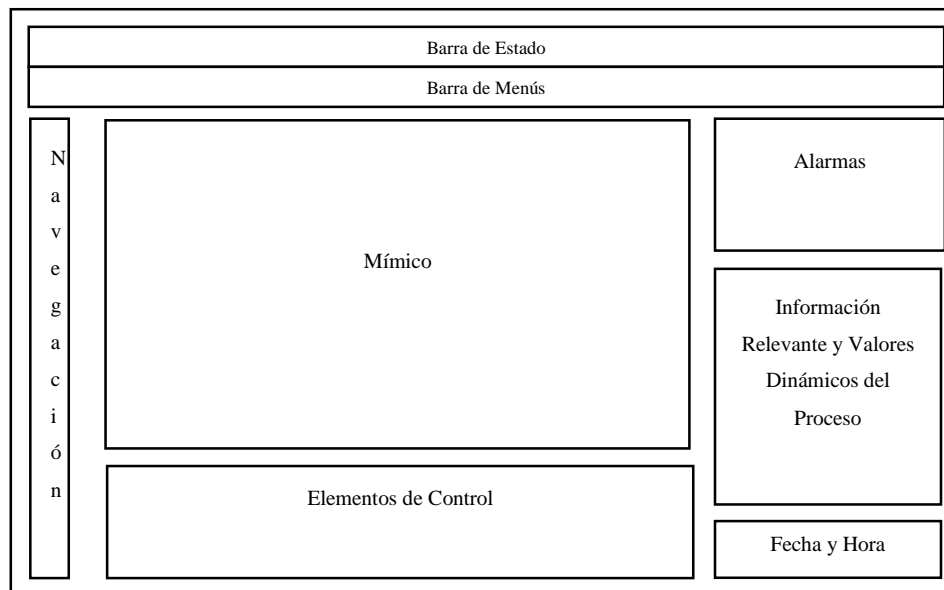 Barra de Estado
Barra de Menús
Navegación
Mímico
Alarmas
Información
Relevante y Valores
Dinámicos del
Proceso
Elementos de Control
Fecha y Hora